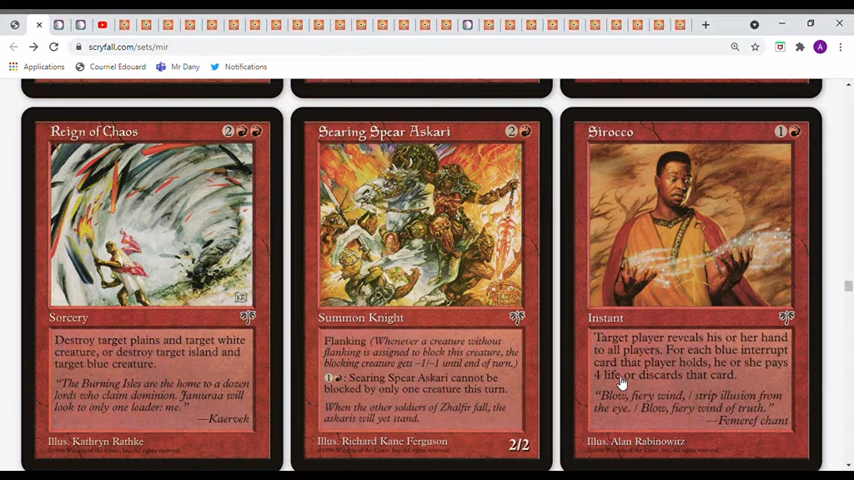 scryfall.com/sets/mir
A
Applications
Courriel Edouard
Mr Dany
Notifications
Reign of Chaos
2
Sorcery
Destroy target plains and target white
creature, or destroy target island and
target blue creature.
"The Burning Isles are the home to a dozen
lords who claim dominion. Jamuraa will
look to only one leader: me."
—Kaervek
Illus. Kathryn Rathke
Searing Spear Askari
2
Summon Knight
Flanking (Whenever a creature without
flanking is assigned to block this creature, the
blocking creature gets -1/-1 until end of turn.)
1 : Searing Spear Askari cannot be
blocked by only one creature this turn.
When the other soldiers of Zhalfir fall, the
askaris will yet stand.
Illus. Richard Kane Ferguson
2/2
Sirocco
1
Instant
Target player reveals his or her hand
to all players. For each blue interrupt
card that player holds, he or she pays
4 life or discards that card.
"Blow, fiery wind, / strip illusion from
the eye. / Blow, fiery wind of truth."
—Femeref chant
Illus. Alan Rabinowitz